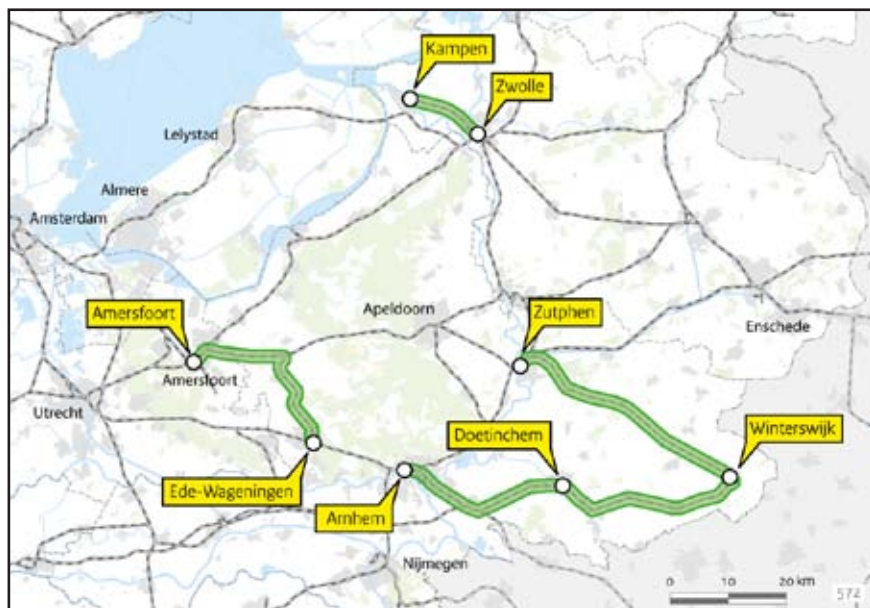 Kampen
Zwolle
Lelystad
Almere
Amsterdam
Apeldoorn
Amersfoort
Zutphen
Enschede
Amersfoort
Utrecht
Doetinchem
Winterswijk
Ede-Wageningen
Arnhem
Nijmegen
0 10 20 km
574